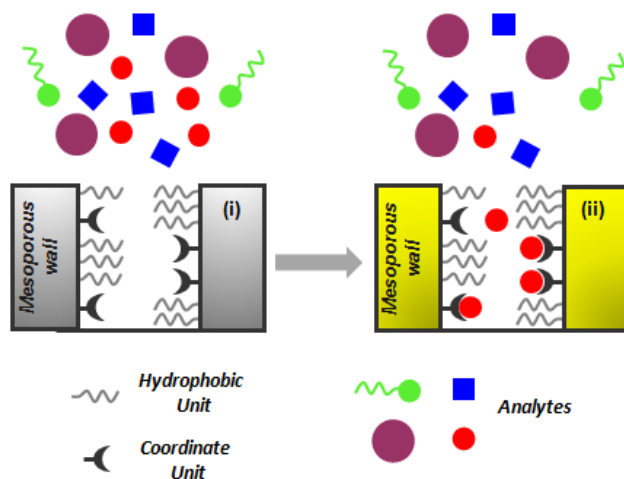 Mesoporous
wall
(i)
Mesoporous
wall
(ii)
Hydrophobic
Unit
Coordinate
Unit
Analytes